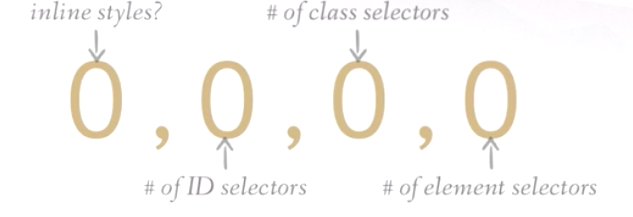 inline styles?
# of class selectors
0 , 0 , 0 , 0
# of ID selectors
# of element selectors